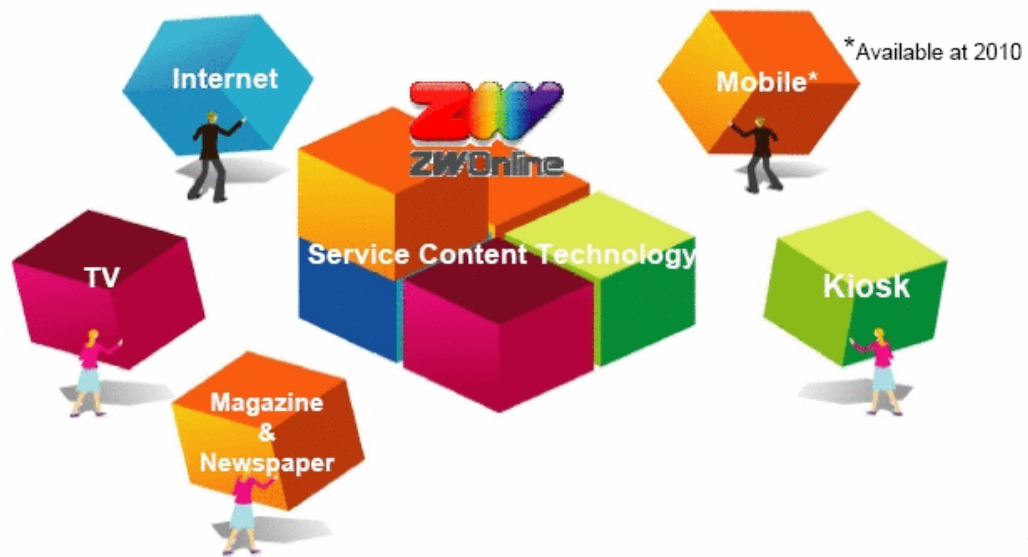 Internet
Mobile*
*Available at 2010
ZW
ZWOnline
Service Content Technology
TV
Kiosk
Magazine
&
Newspaper